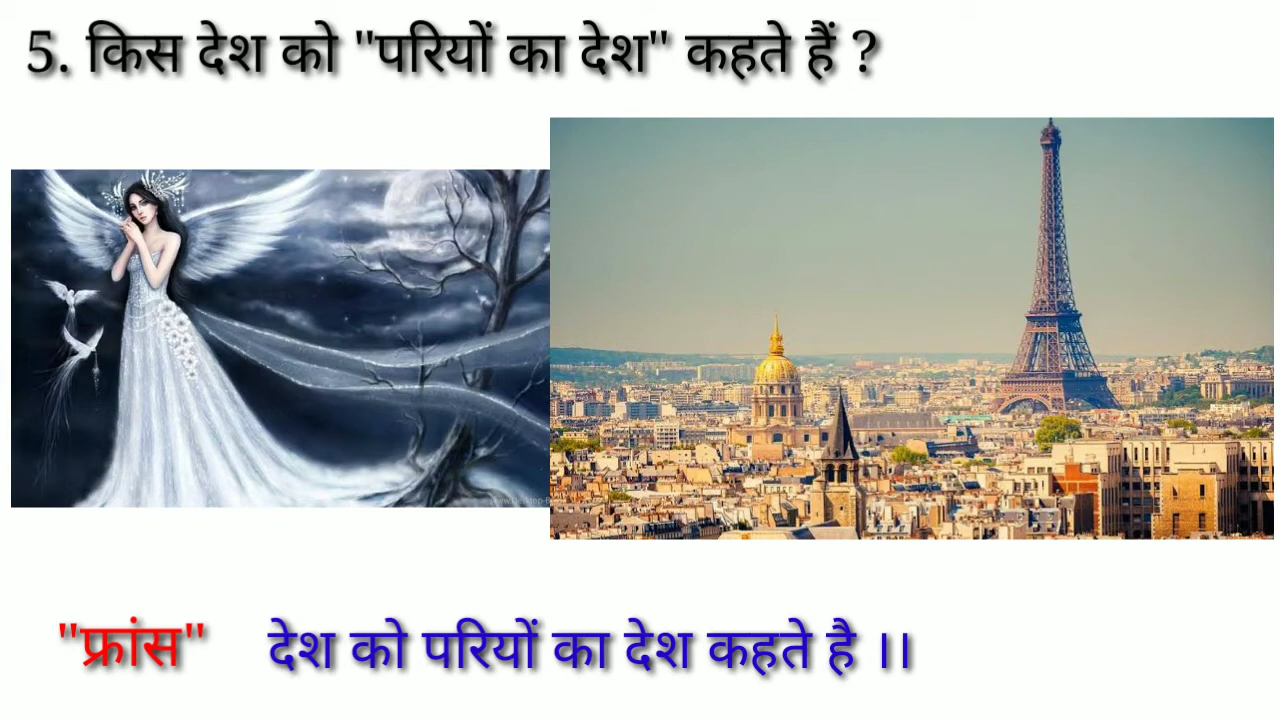 5. किस देश को "परियों का देश" कहते हैं ?
"फ्रांस" देश को परियों का देश कहते है ।।